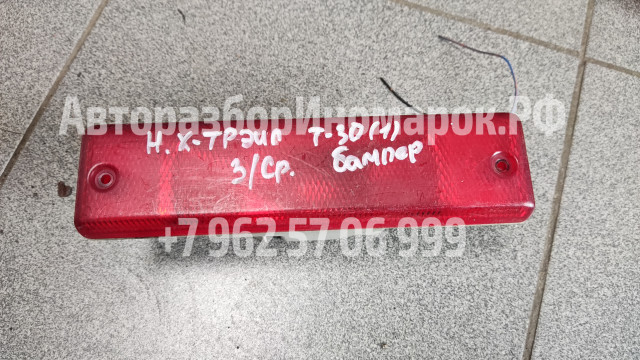 АвторазборИномарок.РФ
Н. Х-ТРЭИЛ Т-30(1)
З/Ср. бампер
+7 962 57 06 999